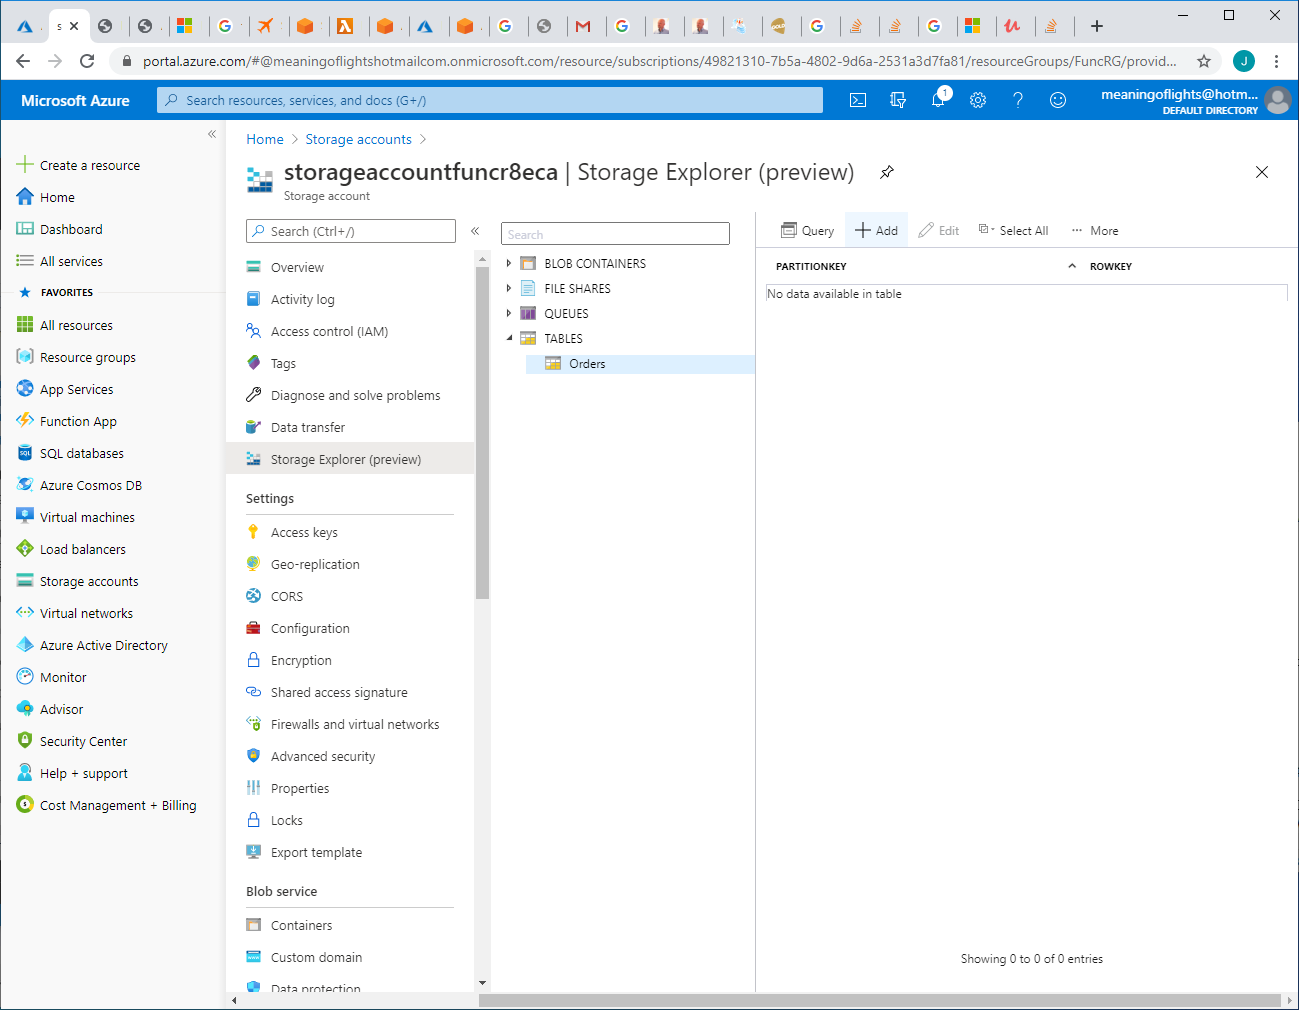 s
portal.azure.com/#@meaningoflightshotmailcom.onmicrosoft.com/resource/subscriptions/49821310-7b5a-4802-9d6a-2531a3d7fa81/resourceGroups/FuncRG/provid...
J
Microsoft Azure
Search resources, services, and docs (G+/)
1
meaningoflights@hotm...
DEFAULT DIRECTORY
Create a resource
Home
Dashboard
All services
FAVORITES
All resources
Resource groups
App Services
Function App
SQL databases
Azure Cosmos DB
Virtual machines
Load balancers
Storage accounts
Virtual networks
Azure Active Directory
Monitor
Advisor
Security Center
Help + support
Cost Management + Billing
Home > Storage accounts >
storageaccountfuncr8eca | Storage Explorer (preview)
Storage account
Search (Ctrl+/)
Overview
Activity log
Access control (IAM)
Tags
Diagnose and solve problems
Data transfer
Storage Explorer (preview)
Settings
Access keys
Geo-replication
CORS
Configuration
Encryption
Shared access signature
Firewalls and virtual networks
Advanced security
Properties
Locks
Export template
Blob service
Containers
Custom domain
Data protection
Search
BLOB CONTAINERS
FILE SHARES
QUEUES
TABLES
Orders
Query Add Edit Select All More
PARTITIONKEY ROWKEY
No data available in table
Showing 0 to 0 of 0 entries